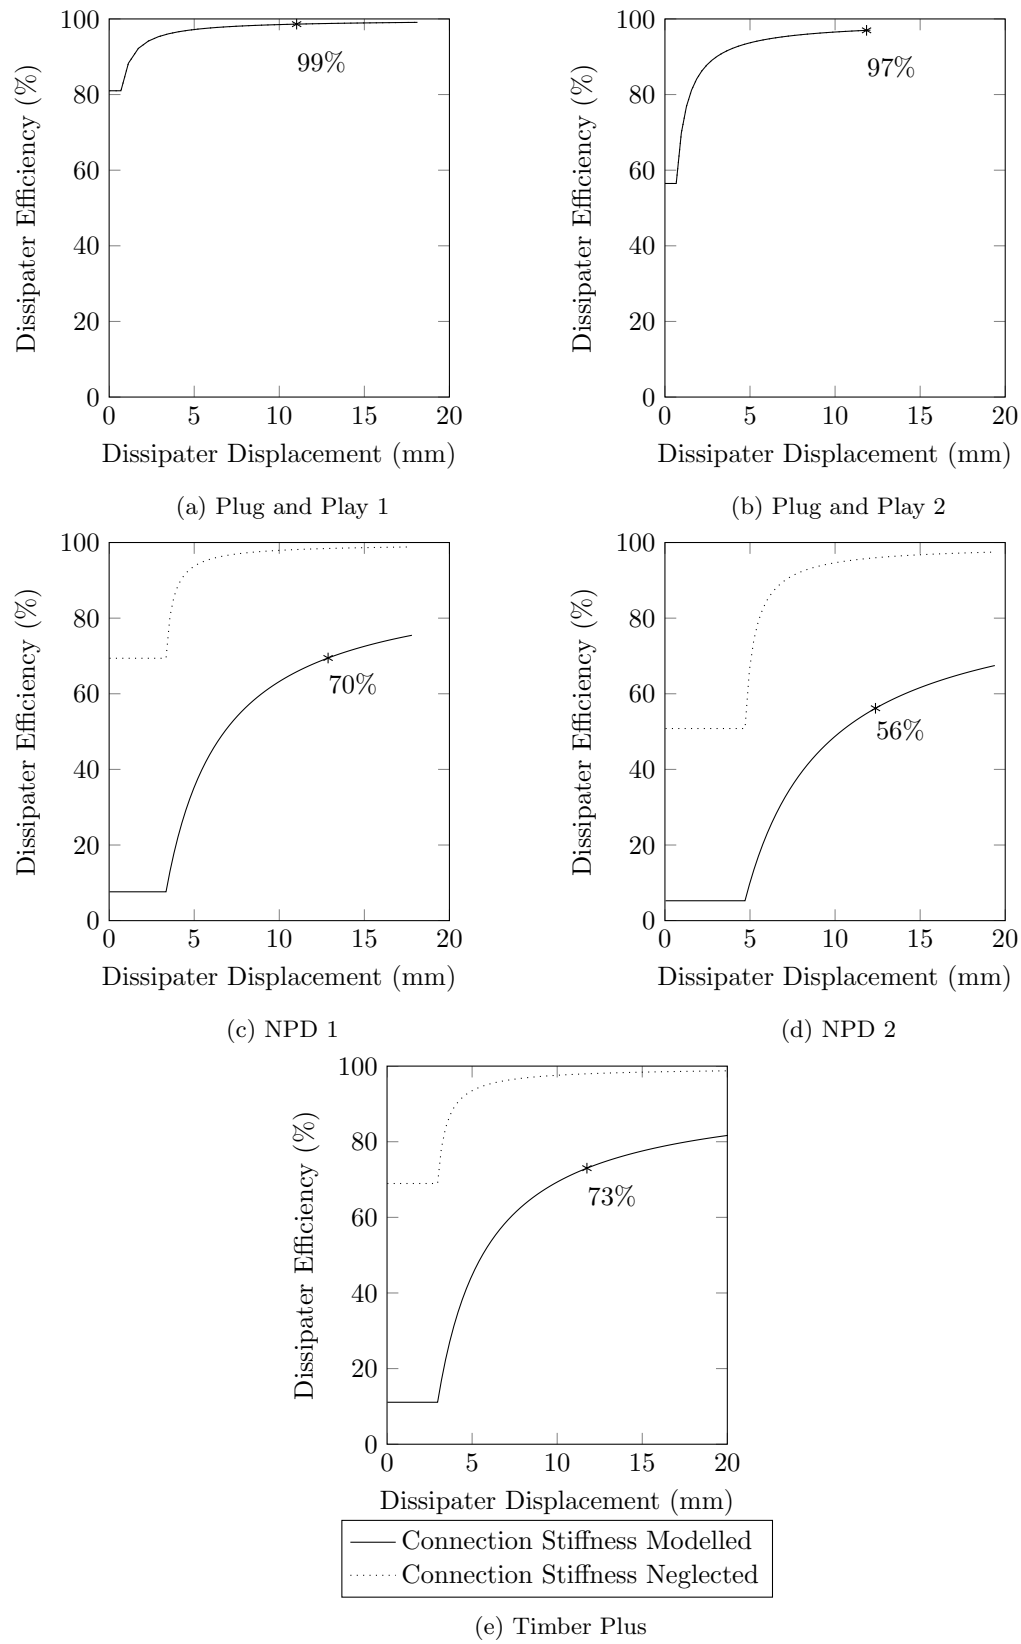 100
80
60
40
20
0
0 5 10 15 20
Dissipater Efficiency (%)
99%
Dissipater Displacement (mm)
(a) Plug and Play 1
100
80
60
40
20
0
0 5 10 15 20
Dissipater Efficiency (%)
97%
Dissipater Displacement (mm)
(b) Plug and Play 2
100
80
60
40
20
0
0 5 10 15 20
Dissipater Efficiency (%)
70%
Dissipater Displacement (mm)
(c) NPD 1
100
80
60
40
20
0
0 5 10 15 20
Dissipater Efficiency (%)
56%
Dissipater Displacement (mm)
(d) NPD 2
100
80
60
40
20
0
0 5 10 15 20
Dissipater Efficiency (%)
73%
Dissipater Displacement (mm)
Connection Stiffness Modelled
Connection Stiffness Neglected
(e) Timber Plus